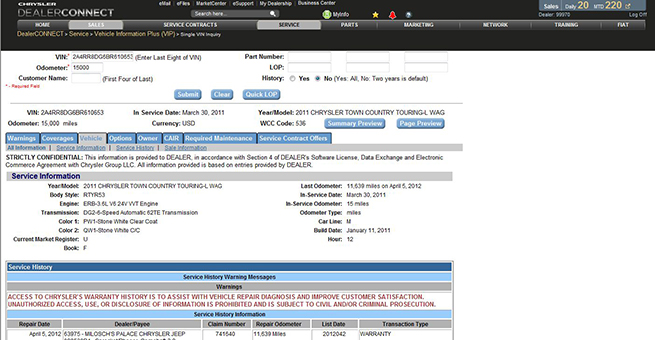 CHRYSLER
DEALERCONNECT
eMail eFiles MarketCenter eSupport My Dealership Business Center
Search here...
MyInfo
Sales Daily 20 MTD 220
Dealer: 99970 Log Off
HOME SALES SERVICE CONTRACTS SERVICE PARTS MARKETING NETWORK TRAINING FIAT
DealerCONNECT > Service > Vehicle Information Plus (VIP) > Single VIN Inquiry
VIN: 2A4RR8DG6BR610653 (Enter Last Eight of VIN) Part Number:
Odometer: 15000 LOP:
Customer Name: (First Four of Last) History: Yes No (Yes: All, No: Two years is default)
* - Required Field
Submit Clear Quick LOP
VIN: 2A4RR8DG6BR610653 In Service Date: March 30, 2011 Year/Model: 2011 CHRYSLER TOWN COUNTRY TOURING-L WAG
Odometer: 15,000 miles Currency: USD WCC Code: 536 Summary Preview Page Preview
Warnings Coverages Vehicle Options Owner CAIR Required Maintenance Service Contract Offers
All Information | Service Information | Service History | Sale Information
STRICTLY CONFIDENTIAL: This information is provided to DEALER, in accordance with Section 4 of DEALER's Software License, Data Exchange and Electronic
Commerce Agreement with Chrysler Group LLC. All information provided is based on entries provided by DEALER.
Service Information
Year/Model: 2011 CHRYSLER TOWN COUNTRY TOURING-L WAG Last Odometer: 11,639 miles on April 5, 2012
Body Style: RTYR53 In-Service Date: March 30, 2011
Engine: ERB-3.6L V6 24V VVT Engine In-Service Odometer: 15 miles
Transmission: DG2-6-Speed Automatic 62TE Transmission Odometer Type: miles
Color 1: PW1-Stone White Clear Coat Car Line: M
Color 2: QW1-Stone White C/C Build Date: January 11, 2011
Current Market Register: U Hour: 12
Book: F
Service History
Service History Warning Messages
Warnings
ACCESS TO CHRYSLER'S WARRANTY HISTORY IS TO ASSIST WITH VEHICLE REPAIR DIAGNOSIS AND IMPROVE CUSTOMER SATISFACTION.
UNAUTHORIZED ACCESS, USE, OR DISCLOSURE OF INFORMATION IS PROHIBITED AND IS SUBJECT TO CIVIL AND/OR CRIMINAL PROSECUTION.
Service History Information
Repair Date Dealer/Payee Claim Number Repair Odometer List Date Transaction Type
April 5, 2012 63975 - MILOSCH'S PALACE CHRYSLER JEEP 741540 11,639 Miles 2012042 WARRANTY